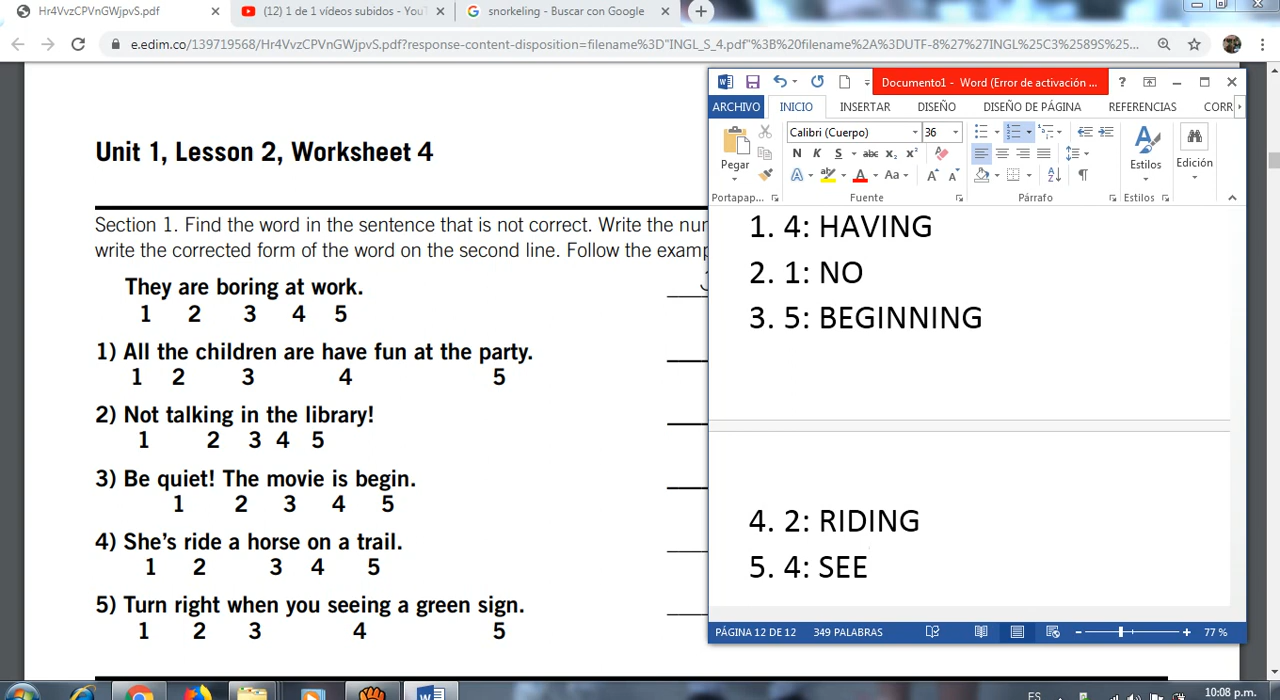 Hr4VvzCPVnGWjpvS.pdf
(12) 1 de 1 vídeos subidos - You
snorkeling - Buscar con Google
e.edim.co/139719568/Hr4VvzCPVnGWjpvS.pdf?response-content-disposition=filename%3D"INGL_S_4.pdf"%3B%20filename%2A%3DUTF-8%27%27INGL%25C3%2589S%25...
Documento1 - Word (Error de activación ...
ARCHIVO INICIO INSERTAR DISEÑO DISEÑO DE PÁGINA REFERENCIAS CORR
Calibri (Cuerpo) 36
Pegar
N K S abc x₂ x²
Estilos
Edición
A aby A Aa A A
Portapap... Fuente Párrafo Estilos
Unit 1, Lesson 2, Worksheet 4
Section 1. Find the word in the sentence that is not correct. Write the num
write the corrected form of the word on the second line. Follow the examp
They are boring at work.
1 2 3 4 5
1) All the children are have fun at the party.
1 2 3 4 5
2) Not talking in the library!
1 2 3 4 5
3) Be quiet! The movie is begin.
1 2 3 4 5
4) She's ride a horse on a trail.
1 2 3 4 5
5) Turn right when you seeing a green sign.
1 2 3 4 5
1. 4: HAVING
2. 1: NO
3. 5: BEGINNING
4. 2: RIDING
5. 4: SEE
PÁGINA 12 DE 12 349 PALABRAS 77 %
ES 10:08 p.m.